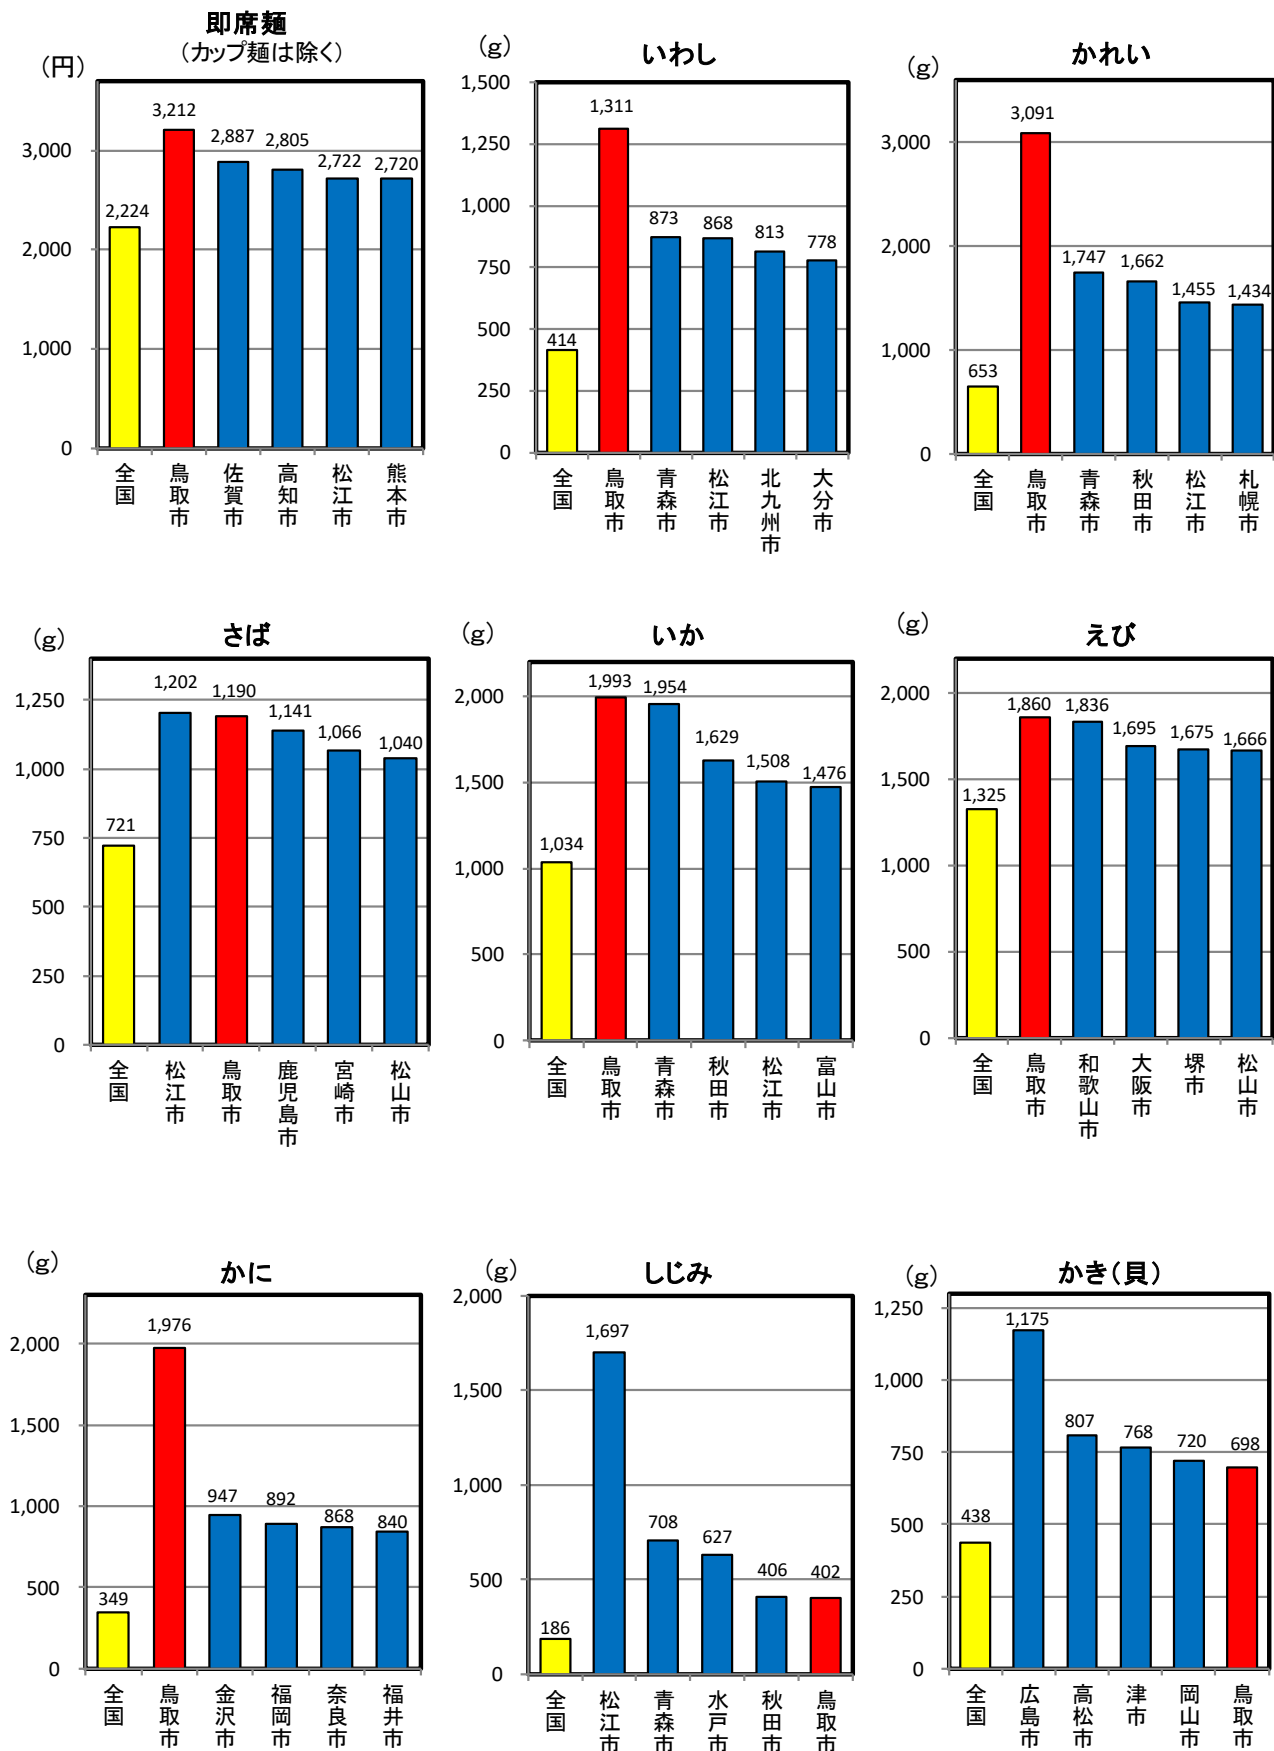 即席麺
（カップ麺は除く）
（円）
3,000
2,000
1,000
0
3,212
2,887
2,805
2,722
2,720
2,224
全国
鳥取市
佐賀市
高知市
松江市
熊本市
いわし
（g）
1,500
1,250
1,000
750
500
250
0
1,311
873
868
813
778
414
全国
鳥取市
青森市
松江市
北九州市
大分市
かれい
（g）
3,000
2,000
1,000
0
3,091
1,747
1,662
1,455
1,434
653
全国
鳥取市
青森市
秋田市
松江市
札幌市
さば
（g）
1,250
1,000
750
500
250
0
1,202
1,190
1,141
1,066
1,040
721
全国
松江市
鳥取市
鹿児島市
宮崎市
松山市
いか
（g）
2,000
1,500
1,000
500
0
1,993
1,954
1,629
1,508
1,476
1,034
全国
鳥取市
青森市
秋田市
松江市
富山市
えび
（g）
2,000
1,500
1,000
500
0
1,860
1,836
1,695
1,675
1,666
1,325
全国
鳥取市
和歌山市
大阪市
堺市
松山市
かに
（g）
2,000
1,500
1,000
500
0
1,976
947
892
868
840
349
全国
鳥取市
金沢市
福岡市
奈良市
福井市
しじみ
（g）
2,000
1,500
1,000
500
0
1,697
708
627
406
402
186
全国
松江市
青森市
水戸市
秋田市
鳥取市
かき（貝）
（g）
1,250
1,000
750
500
250
0
1,175
807
768
720
698
438
全国
広島市
高松市
津市
岡山市
鳥取市